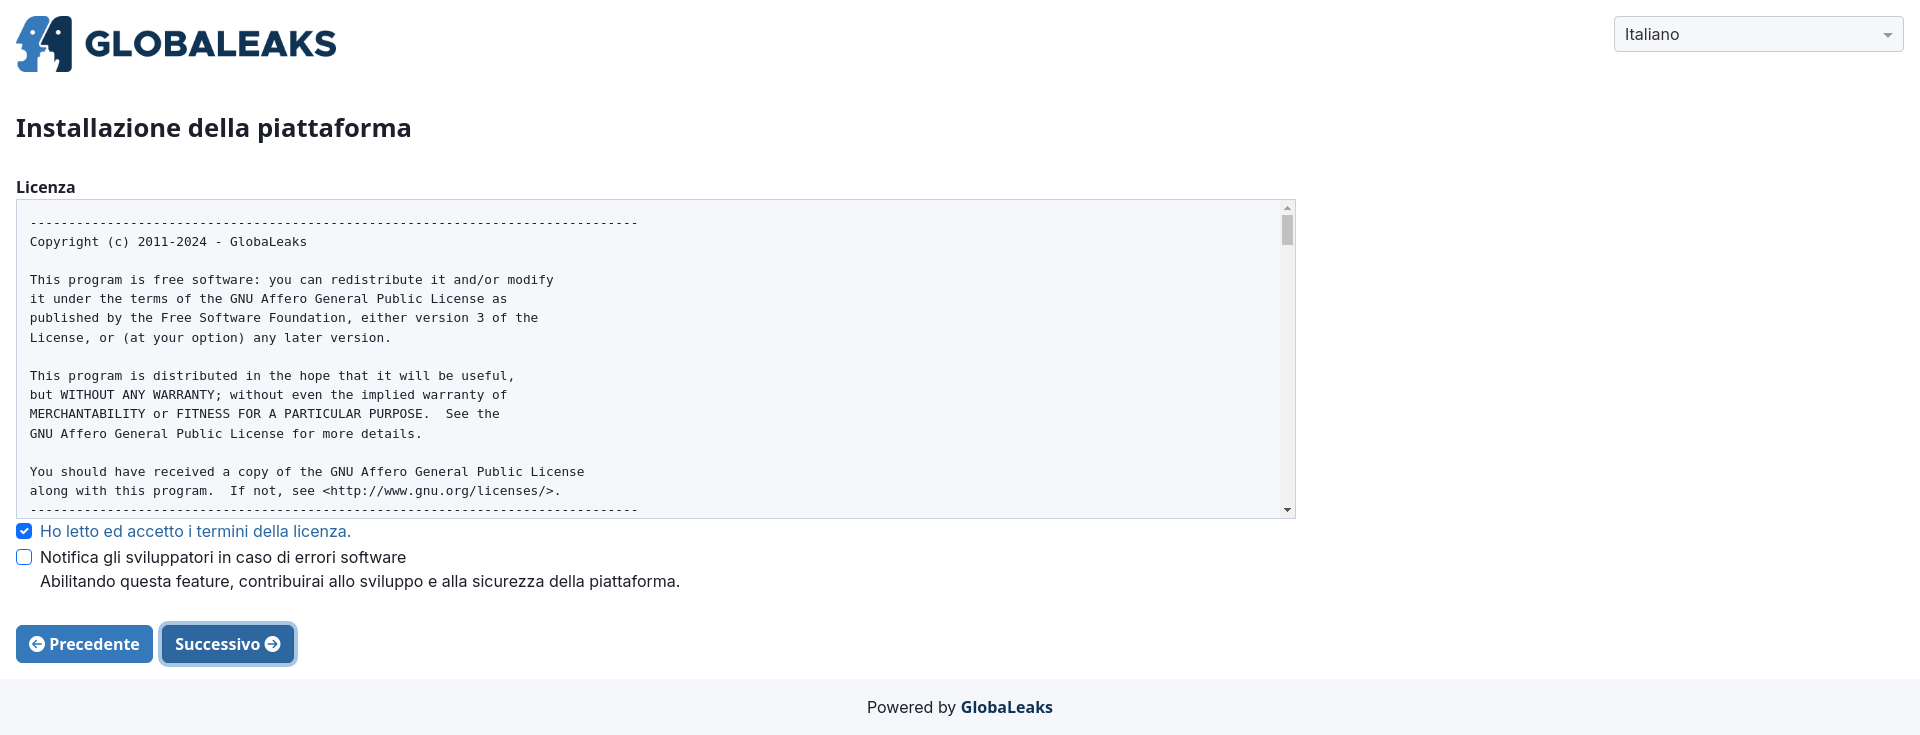 GLOBALEAKS
Italiano
Installazione della piattaforma
Licenza
-------------------------------------------------------------------------------
Copyright (c) 2011-2024 - GlobaLeaks
This program is free software: you can redistribute it and/or modify
it under the terms of the GNU Affero General Public License as
published by the Free Software Foundation, either version 3 of the
License, or (at your option) any later version.
This program is distributed in the hope that it will be useful,
but WITHOUT ANY WARRANTY; without even the implied warranty of
MERCHANTABILITY or FITNESS FOR A PARTICULAR PURPOSE.  See the
GNU Affero General Public License for more details.
You should have received a copy of the GNU Affero General Public License
along with this program.  If not, see <http://www.gnu.org/licenses/>.
-------------------------------------------------------------------------------
Ho letto ed accetto i termini della licenza.
Notifica gli sviluppatori in caso di errori software
Abilitando questa feature, contribuirai allo sviluppo e alla sicurezza della piattaforma.
Precedente Successivo
Powered by GlobaLeaks